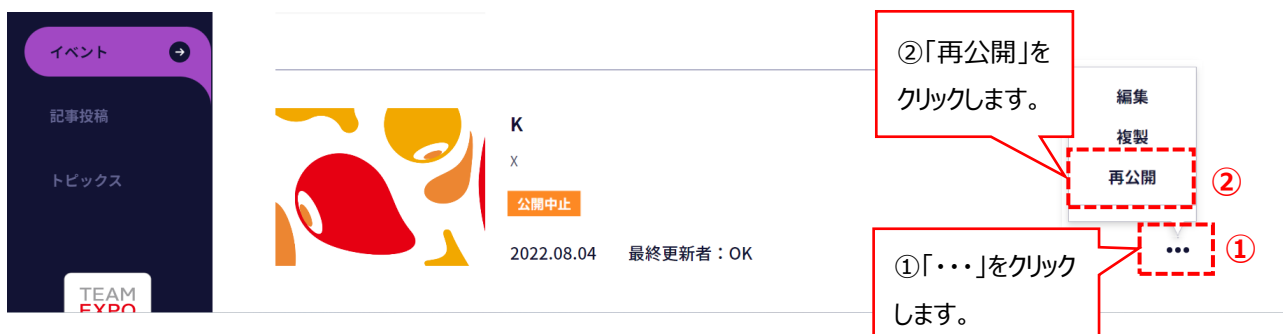 イベント
記事投稿
トピックス
TEAM
EXPO
K
X
公開中止
2022.08.04 最終更新者：OK
②「再公開」を
クリックします。
編集
複製
再公開
②
①「・・・」をクリック
します。
•••
①